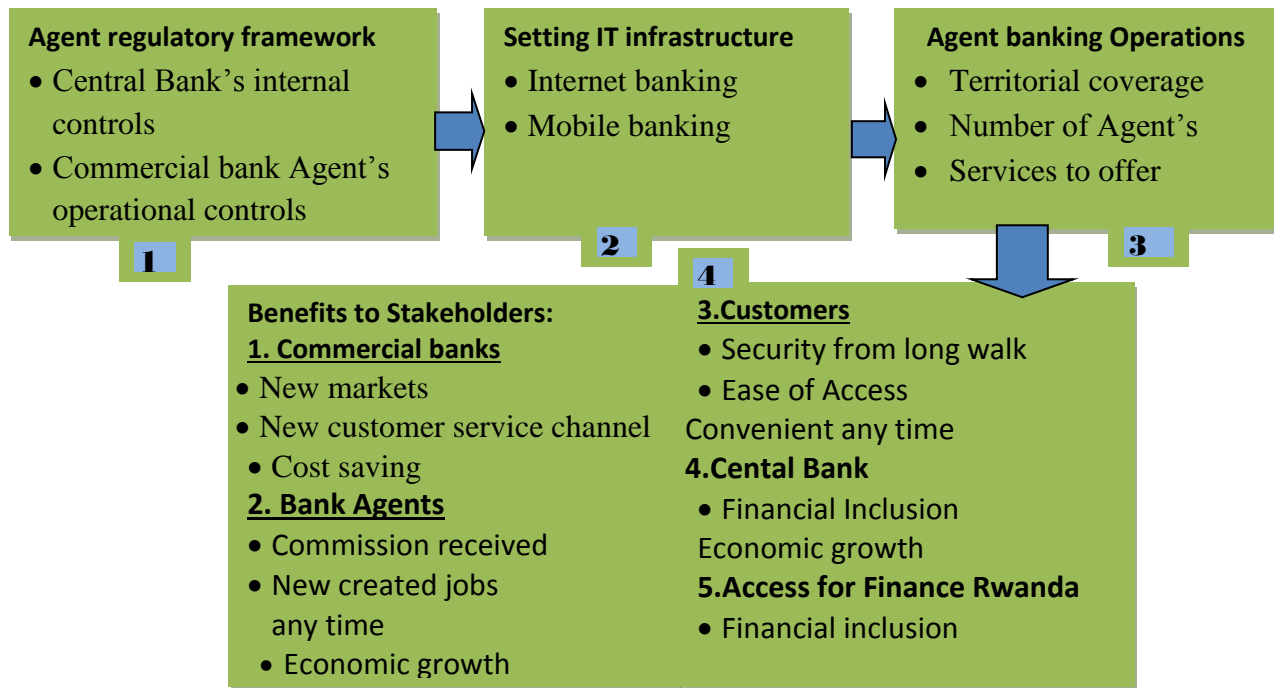 Agent regulatory framework
• Central Bank's internal
controls
• Commercial bank Agent's
operational controls
1
Setting IT infrastructure
• Internet banking
• Mobile banking
2
Agent banking Operations
• Territorial coverage
• Number of Agent's
• Services to offer
3
4
Benefits to Stakeholders:
1. Commercial banks
• New markets
• New customer service channel
• Cost saving
2. Bank Agents
• Commission received
• New created jobs
any time
• Economic growth
3.Customers
• Security from long walk
• Ease of Access
Convenient any time
4.Cental Bank
• Financial Inclusion
Economic growth
5.Access for Finance Rwanda
• Financial inclusion